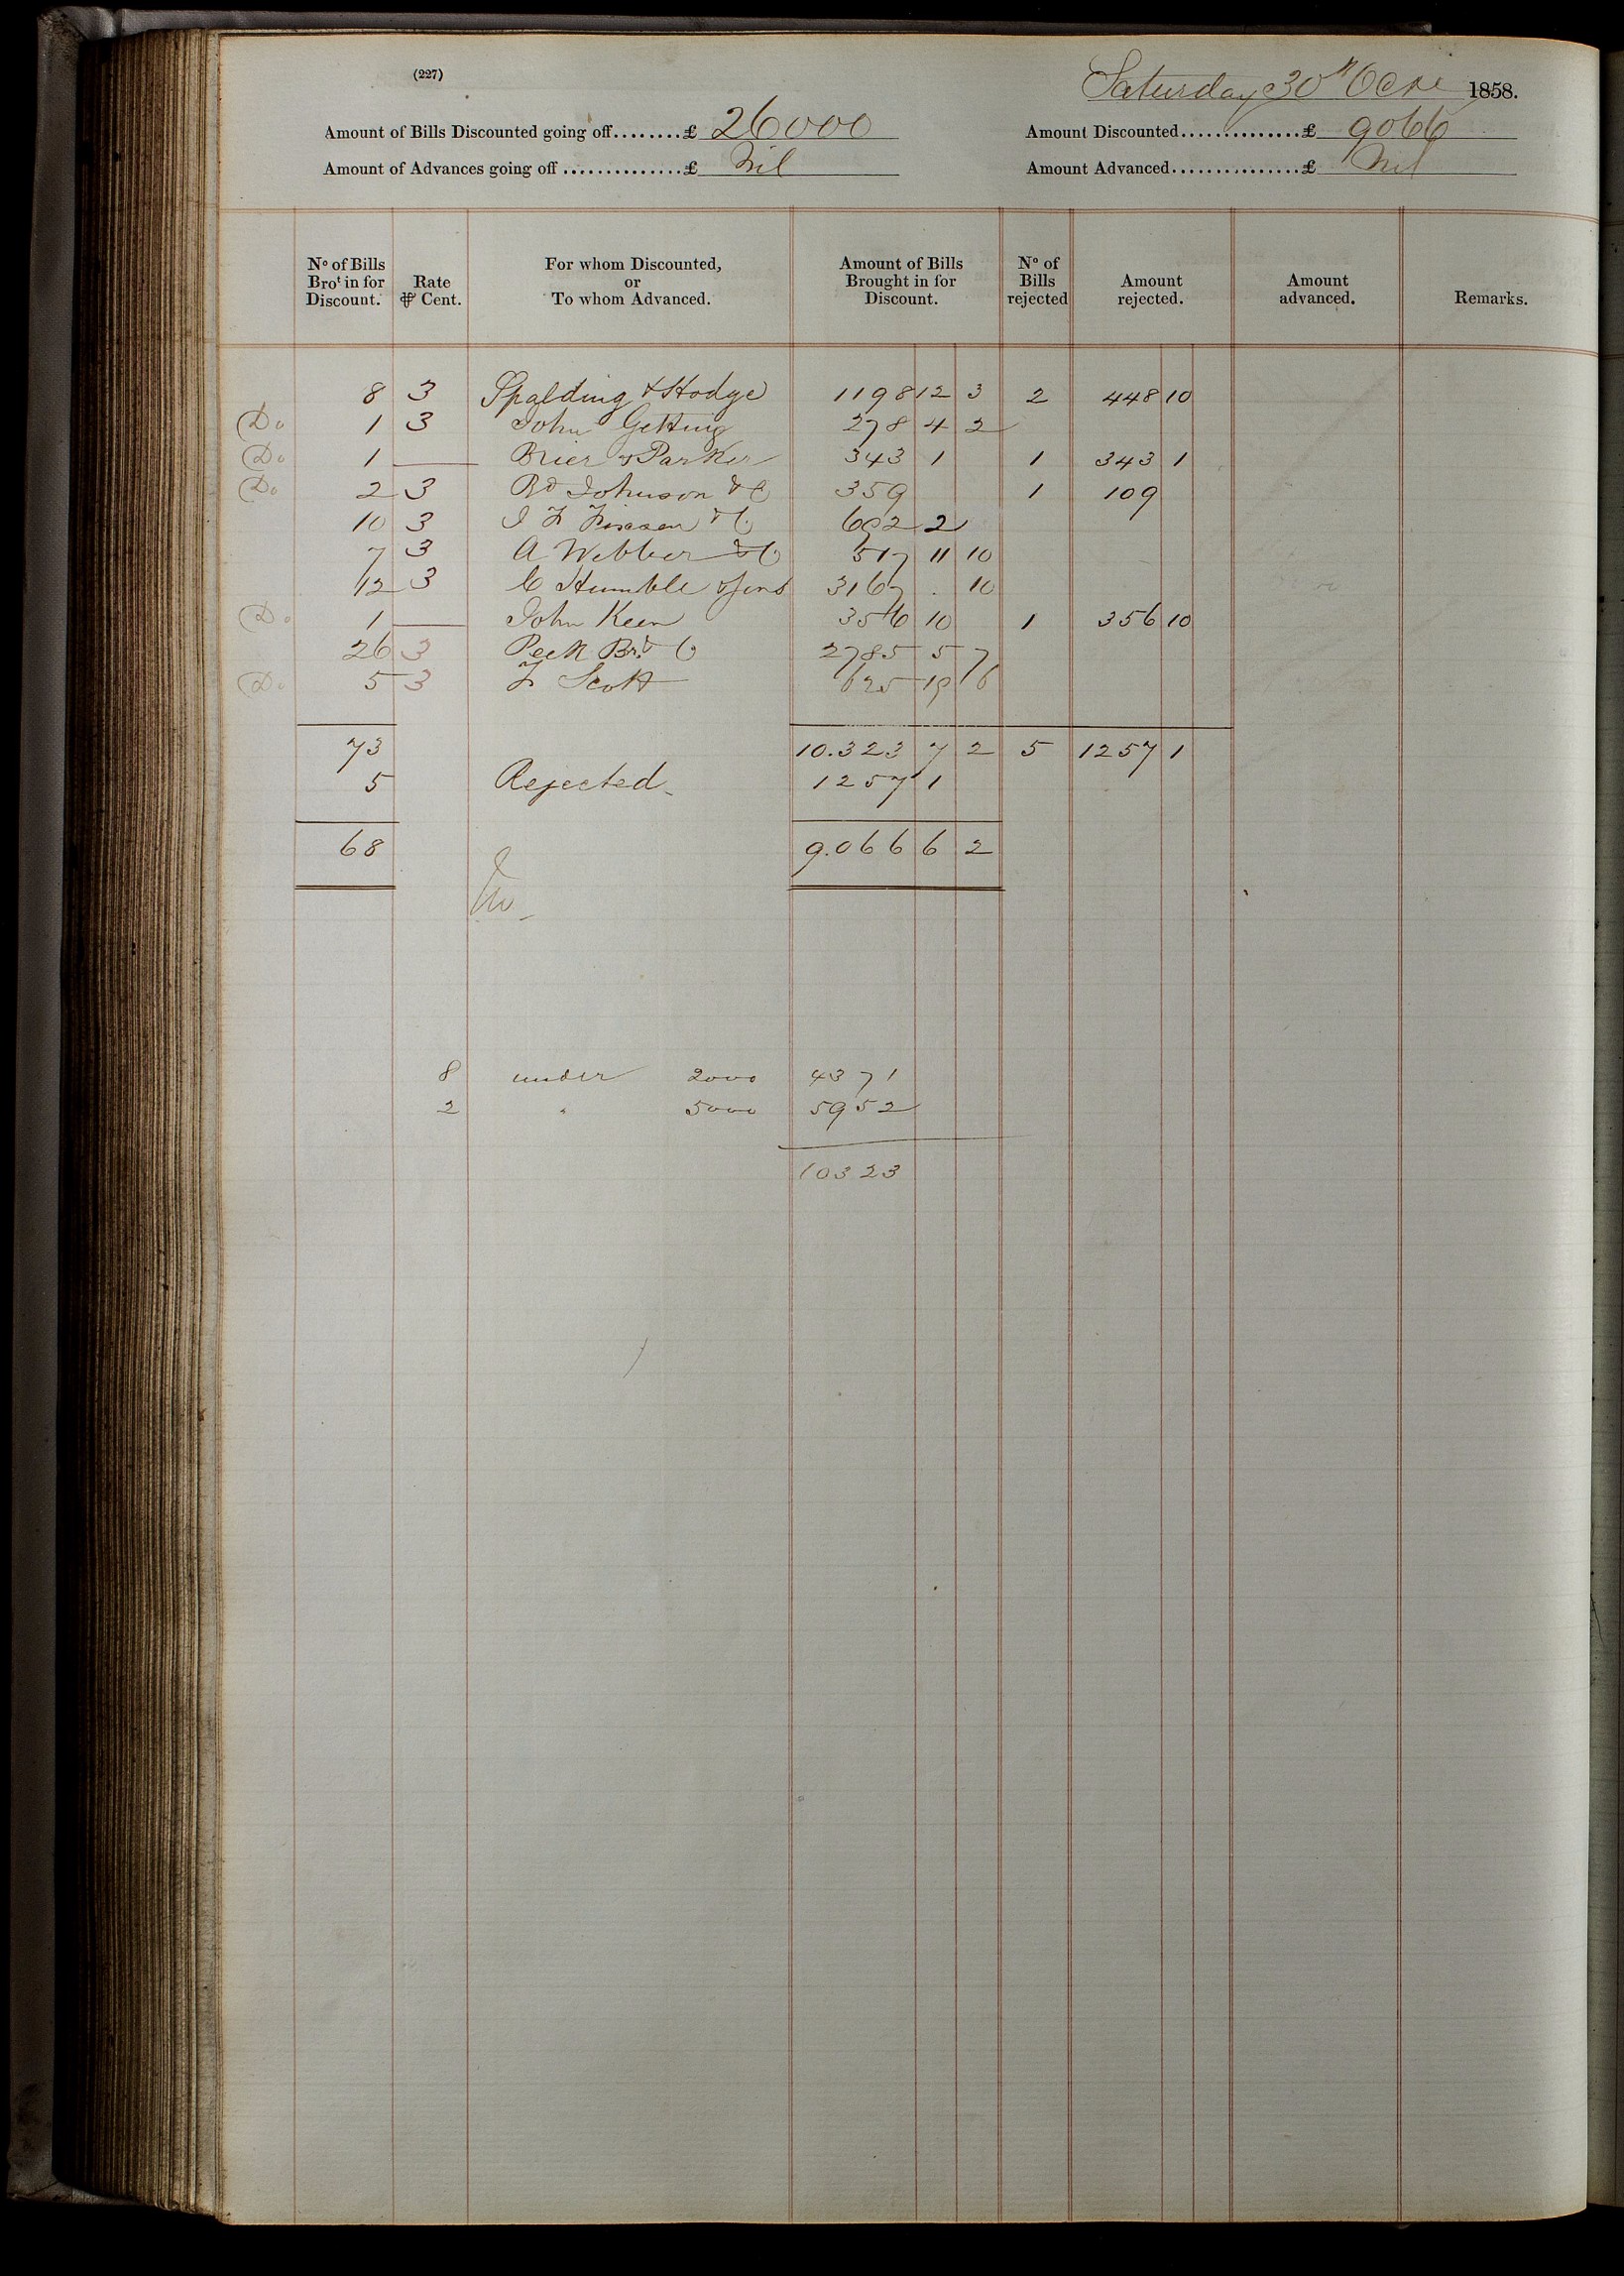 (227)
Saturday 30th Octr 1858.
Amount of Bills Discounted going off........£ 26000 Amount Discounted..............£ 9066
Amount of Advances going off..............£ Nil Amount Advanced...............£ Nil
No of Bills Brot in for Discount. Rate ⅌ Cent. For whom Discounted, or To whom Advanced. Amount of Bills Brought in for Discount. No of Bills rejected Amount rejected. Amount advanced. Remarks.
8 3 Spalding & Hodge 1198 12 3 2 448 10
Do 1 3 John Getting 278 4 2
Do 1 — Brier & Parker 343 1 1 343 1
Do 2 3 Rd Johnson & Co 359 1 109
10 3 & Co 692 2
7 3 A Webber & Co 517 11 10
12 3 C Humble & Sons 3167 . 10
Do 1 — John Keen 356 10 1 356 10
26 3 Peek Br. & Co 2785 5 7
Do 5 3 Scott 625 19 6
73 10.323 7 2 5 1257 1
5 Rejected 1257 1
68 9.066 6 2
8 under 2000 4371
2 " 5000 5952
10323